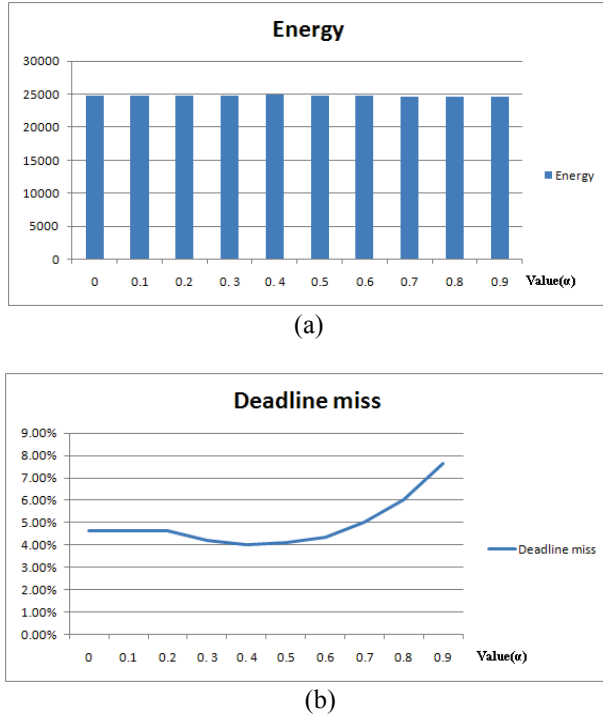 Energy
30000
25000
20000
15000
10000
5000
0
Energy
0 0.1 0.2 0.3 0.4 0.5 0.6 0.7 0.8 0.9 Value(α)
(a)
Deadline miss
9.00%
8.00%
7.00%
6.00%
5.00%
4.00%
3.00%
2.00%
1.00%
0.00%
Deadline miss
0 0.1 0.2 0.3 0.4 0.5 0.6 0.7 0.8 0.9 Value(α)
(b)